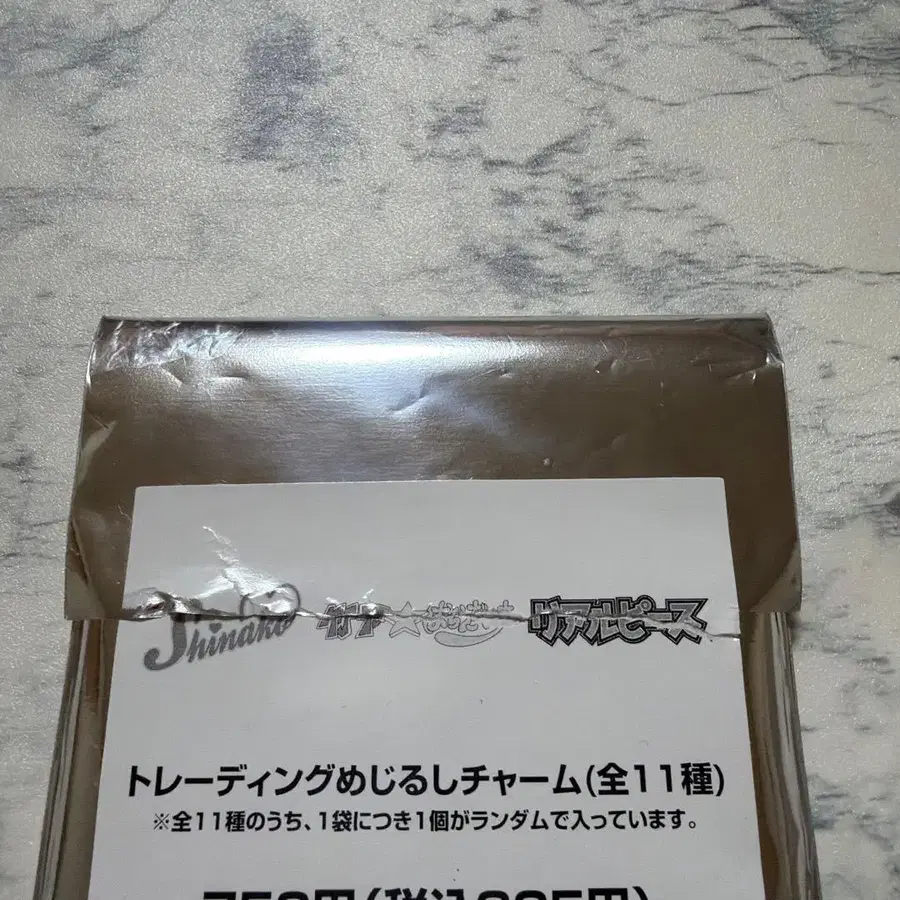 Shinako
リアルピース
トレーディングめじるしチャーム(全11種)
※全11種のうち、1袋につき1個がランダムで入っています。